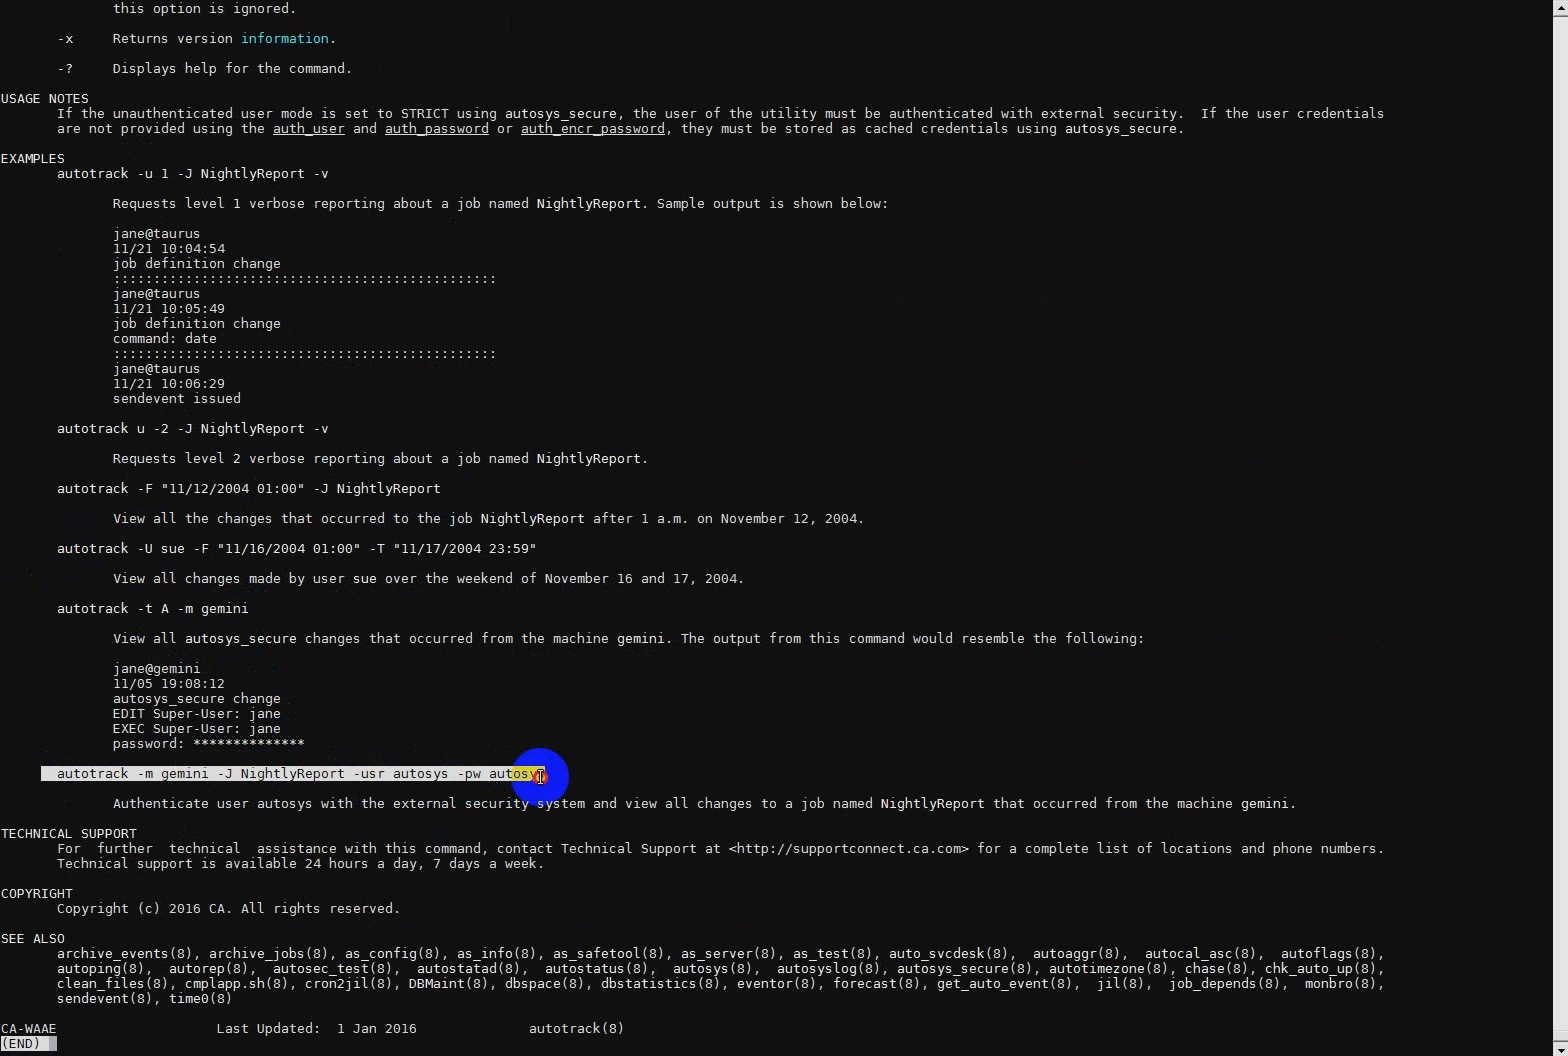 this option is ignored.
-x Returns version information.
-? Displays help for the command.
USAGE NOTES
If the unauthenticated user mode is set to STRICT using autosys_secure, the user of the utility must be authenticated with external security. If the user credentials
are not provided using the auth_user and auth_password or auth_encr_password, they must be stored as cached credentials using autosys_secure.
EXAMPLES
autotrack -u 1 -J NightlyReport -v
Requests level 1 verbose reporting about a job named NightlyReport. Sample output is shown below:
jane@taurus
11/21 10:04:54
job definition change
::::::::::::::::::::::::::::::::::::::::::::::::
jane@taurus
11/21 10:05:49
job definition change
command: date
::::::::::::::::::::::::::::::::::::::::::::::::
jane@taurus
11/21 10:06:29
sendevent issued
autotrack u -2 -J NightlyReport -v
Requests level 2 verbose reporting about a job named NightlyReport.
autotrack -F "11/12/2004 01:00" -J NightlyReport
View all the changes that occurred to the job NightlyReport after 1 a.m. on November 12, 2004.
autotrack -U sue -F "11/16/2004 01:00" -T "11/17/2004 23:59"
View all changes made by user sue over the weekend of November 16 and 17, 2004.
autotrack -t A -m gemini
View all autosys_secure changes that occurred from the machine gemini. The output from this command would resemble the following:
jane@gemini
11/05 19:08:12
autosys_secure change
EDIT Super-User: jane
EXEC Super-User: jane
password: **************
autotrack -m gemini -J NightlyReport -usr autosys -pw
Authenticate user autosys with the external security system and view all changes to a job named NightlyReport that occurred from the machine gemini.
TECHNICAL SUPPORT
For further technical assistance with this command, contact Technical Support at <http://supportconnect.ca.com> for a complete list of locations and phone numbers.
Technical support is available 24 hours a day, 7 days a week.
COPYRIGHT
Copyright (c) 2016 CA. All rights reserved.
SEE ALSO
archive_events(8), archive_jobs(8), as_config(8), as_info(8), as_safetool(8), as_server(8), as_test(8), auto_svcdesk(8), autoaggr(8), autocal_asc(8), autoflags(8),
autoping(8), autorep(8), autosec_test(8), autostatad(8), autostatus(8), autosys(8), autosyslog(8), autosys_secure(8), autotimezone(8), chase(8), chk_auto_up(8),
clean_files(8), cmplapp.sh(8), cron2jil(8), DBMaint(8), dbspace(8), dbstatistics(8), eventor(8), forecast(8), get_auto_event(8), jil(8), job_depends(8), monbro(8),
sendevent(8), time0(8)
CA-WAAE Last Updated: 1 Jan 2016 autotrack(8)
(END)